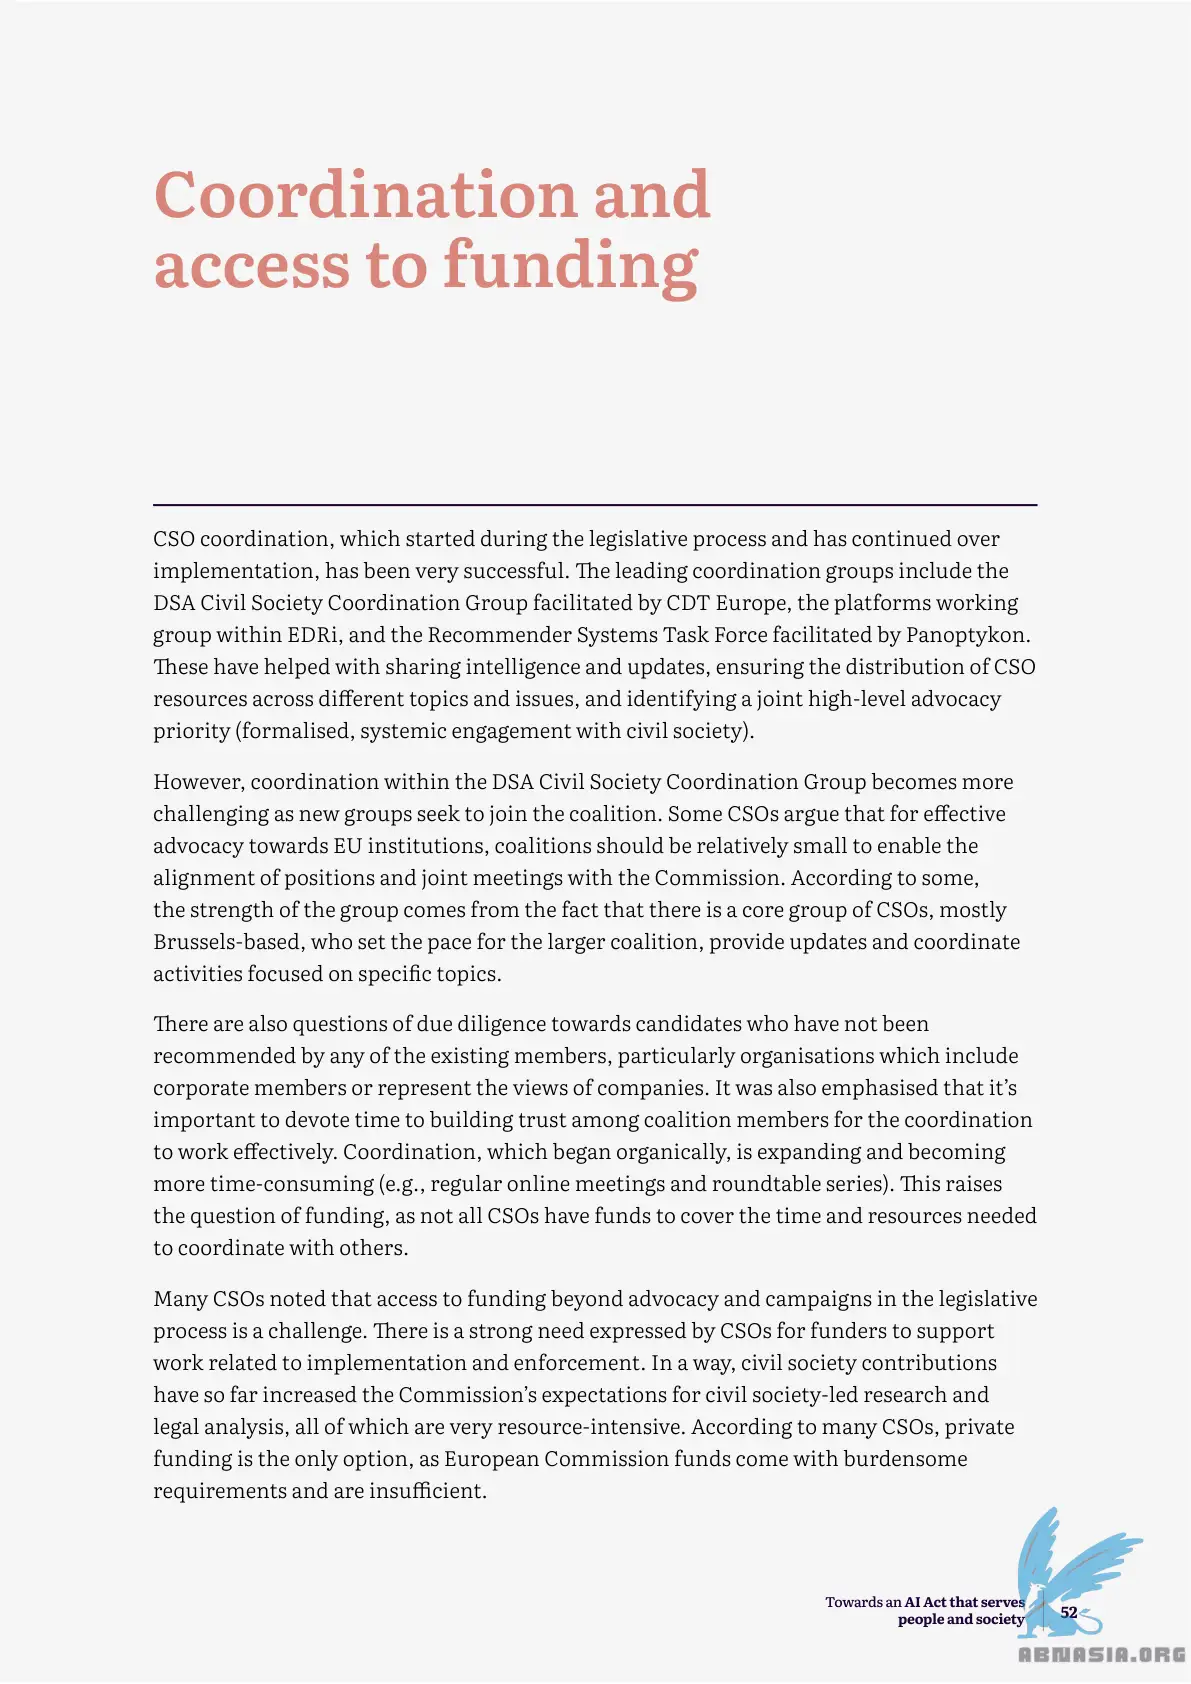 Coordination and
access to funding
CSO coordination, which started during the legislative process and has continued over
implementation, has been very successful. The leading coordination groups include the
DSA Civil Society Coordination Group facilitated by CDT Europe, the platforms working
group within EDRi, and the Recommender Systems Task Force facilitated by Panoptykon.
These have helped with sharing intelligence and updates, ensuring the distribution of CSO
resources across different topics and issues, and identifying a joint high-level advocacy
priority (formalised, systemic engagement with civil society).
However, coordination within the DSA Civil Society Coordination Group becomes more
challenging as new groups seek to join the coalition. Some CSOs argue that for effective
advocacy towards EU institutions, coalitions should be relatively small to enable the
alignment of positions and joint meetings with the Commission. According to some,
the strength of the group comes from the fact that there is a core group of CSOs, mostly
Brussels-based, who set the pace for the larger coalition, provide updates and coordinate
activities focused on specific topics.
There are also questions of due diligence towards candidates who have not been
recommended by any of the existing members, particularly organisations which include
corporate members or represent the views of companies. It was also emphasised that it’s
important to devote time to building trust among coalition members for the coordination
to work effectively. Coordination, which began organically, is expanding and becoming
more time-consuming (e.g., regular online meetings and roundtable series). This raises
the question of funding, as not all CSOs have funds to cover the time and resources needed
to coordinate with others.
Many CSOs noted that access to funding beyond advocacy and campaigns in the legislative
process is a challenge. There is a strong need expressed by CSOs for funders to support
work related to implementation and enforcement. In a way, civil society contributions
have so far increased the Commission’s expectations for civil society-led research and
legal analysis, all of which are very resource-intensive. According to many CSOs, private
funding is the only option, as European Commission funds come with burdensome
requirements and are insufficient.
Towards an AI Act that serves
people and society
52
ABNASIA.ORG